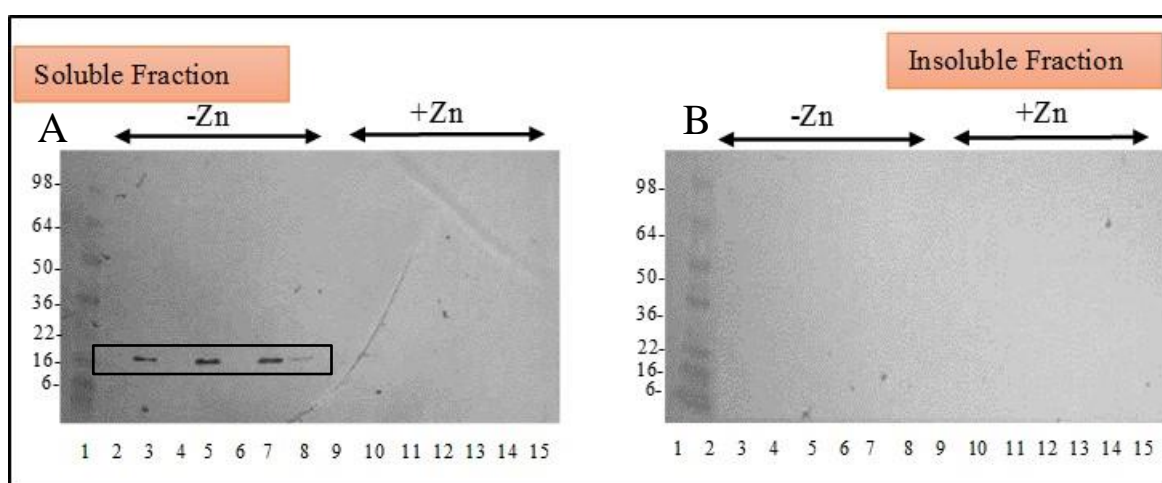 Soluble Fraction
Insoluble Fraction
A
-Zn
+Zn
98-
64-
50-
36-
22-
16-
6-
1 2 3 4 5 6 7 8 9 10 11 12 13 14 15
B
-Zn
+Zn
98-
64-
50-
36-
22-
16-
6-
1 2 3 4 5 6 7 8 9 10 11 12 13 14 15